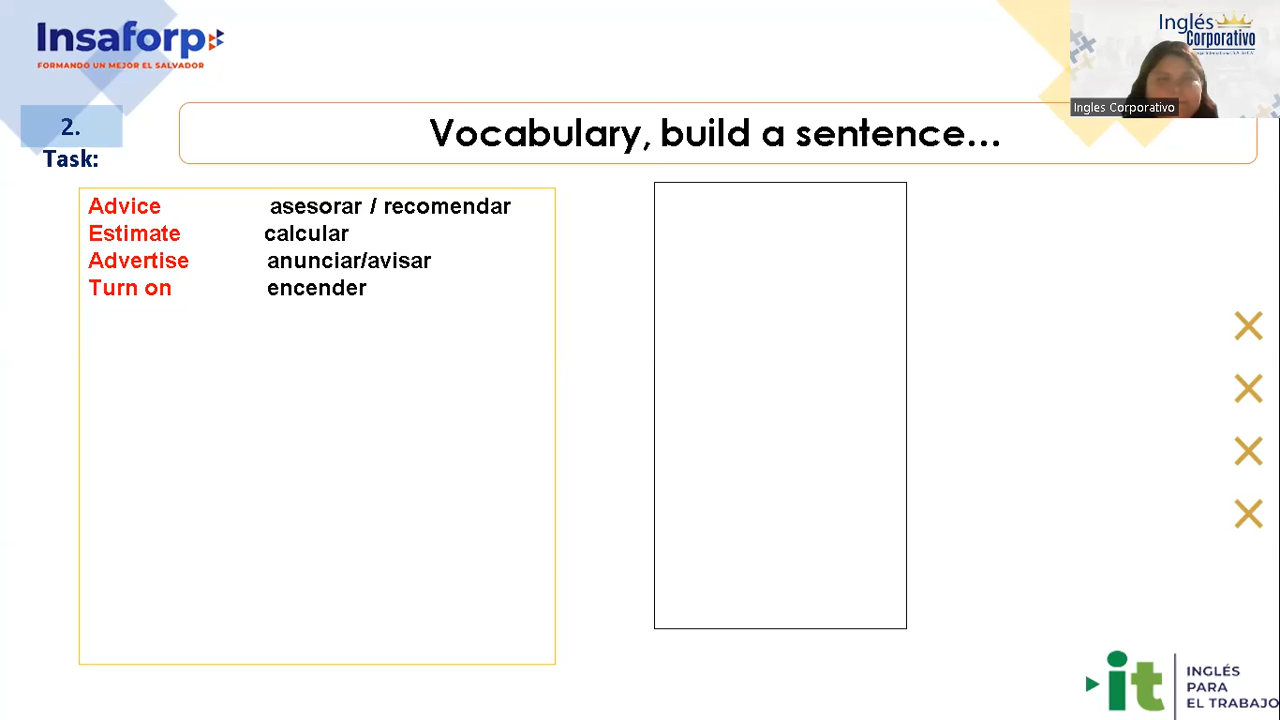 Insaforp
FORMANDO UN MEJOR EL SALVADOR
Inglés
Corporativo
Ingles Corporativo
2.
Task:
Vocabulary, build a sentence...
Advice asesorar / recomendar
Estimate calcular
Advertise anunciar/avisar
Turn on encender
it
INGLÉS
PARA
EL TRABAJO